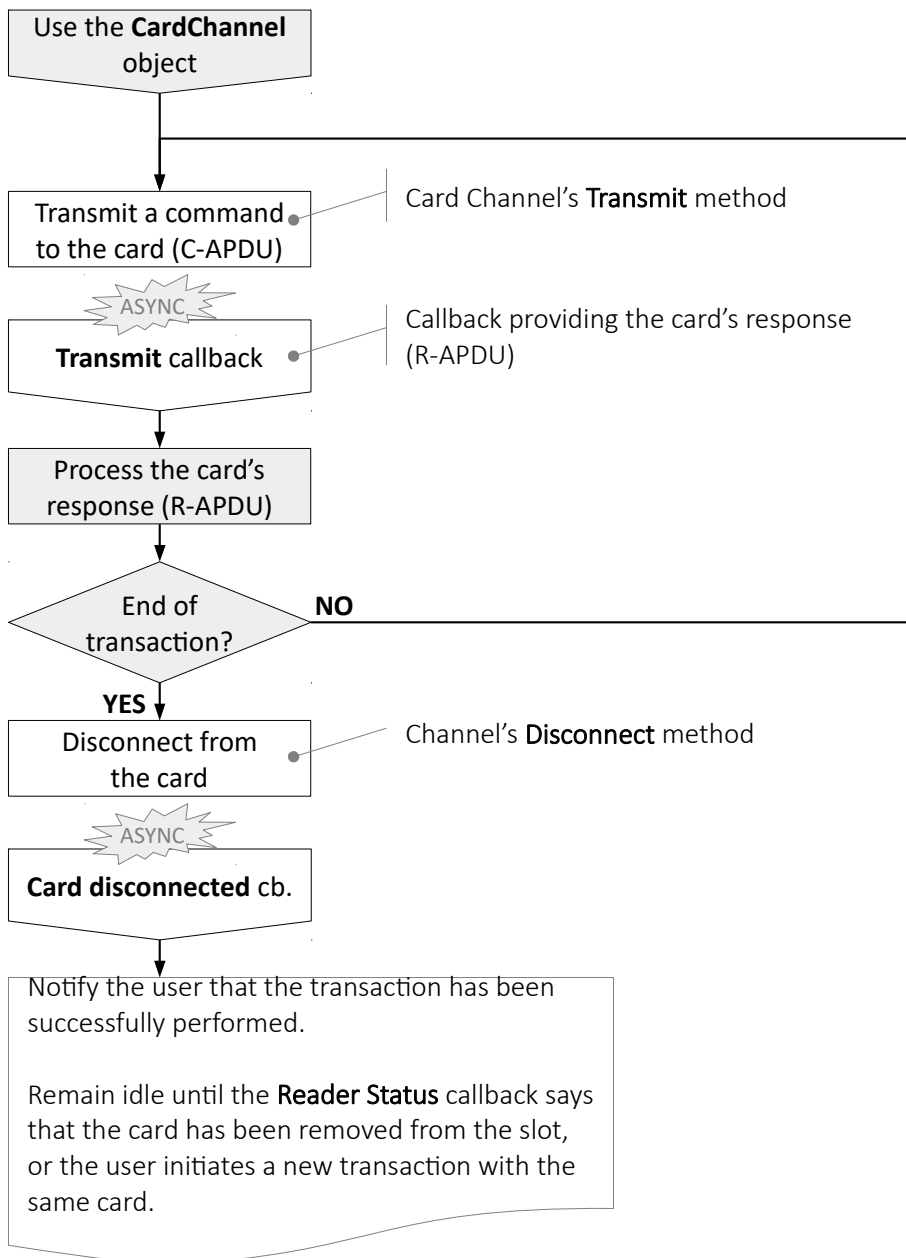 Use the CardChannel
object
Transmit a command
to the card (C-APDU)
Card Channel's Transmit method
ASYNC
Transmit callback
Callback providing the card's response
(R-APDU)
Process the card's
response (R-APDU)
End of
transaction?
NO
YES
Disconnect from
the card
Channel's Disconnect method
ASYNC
Card disconnected cb.
Notify the user that the transaction has been
successfully performed.
Remain idle until the Reader Status callback says
that the card has been removed from the slot,
or the user initiates a new transaction with the
same card.